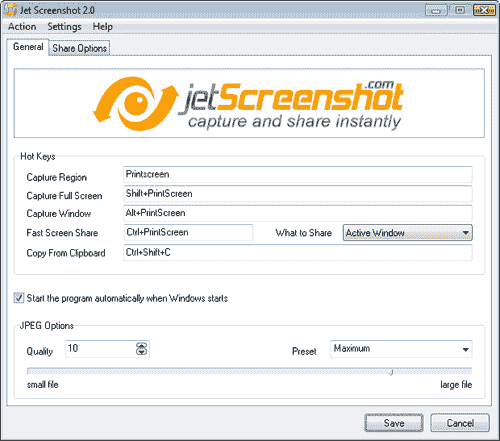 Jet Screenshot 2.0
Action Settings Help
General Share Options
jetScreenshot.com
capture and share instantly
Hot Keys
Capture Region Printscreen
Capture Full Screen Shift+PrintScreen
Capture Window Alt+PrintScreen
Fast Screen Share Ctrl+PrintScreen What to Share Active Window
Copy From Clipboard Ctrl+Shift+C
Start the program automatically when Windows starts
JPEG Options
Quality 10 Preset Maximum
small file large file
Save Cancel